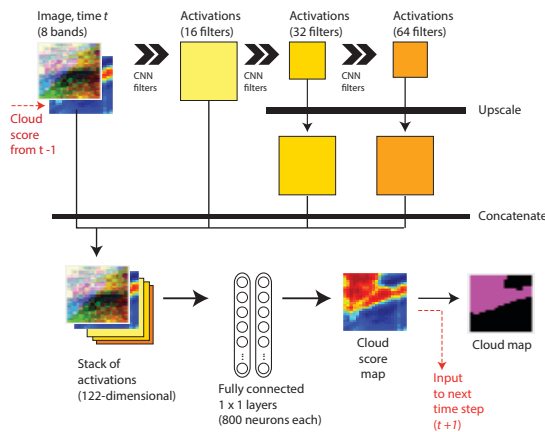 Image, time t
(8 bands)
Activations
(16 filters)
Activations
(32 filters)
Activations
(64 filters)
CNN
filters
CNN
filters
CNN
filters
Cloud
score
from t -1
Upscale
Concatenate
Stack of
activations
(122-dimensional)
Fully connected
1 x 1 layers
(800 neurons each)
Cloud
score
map
Cloud map
Input
to next
time step
(t +1)